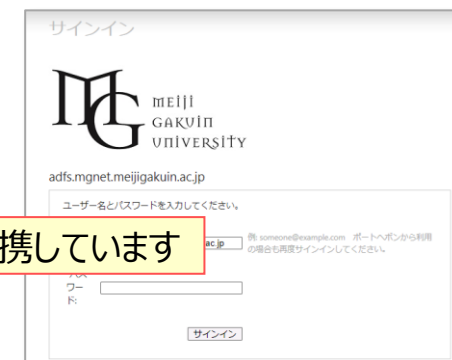 サインイン
MEIJI
GAKUIN
UNIVERSITY
adfs.mgnet.meijigakuin.ac.jp
ユーザー名とパスワードを入力してください。
携しています
ac.jp
例: someone@example.com ポートヘボンから利用
の場合も再度サインインしてください。
ワー
ド:
サインイン